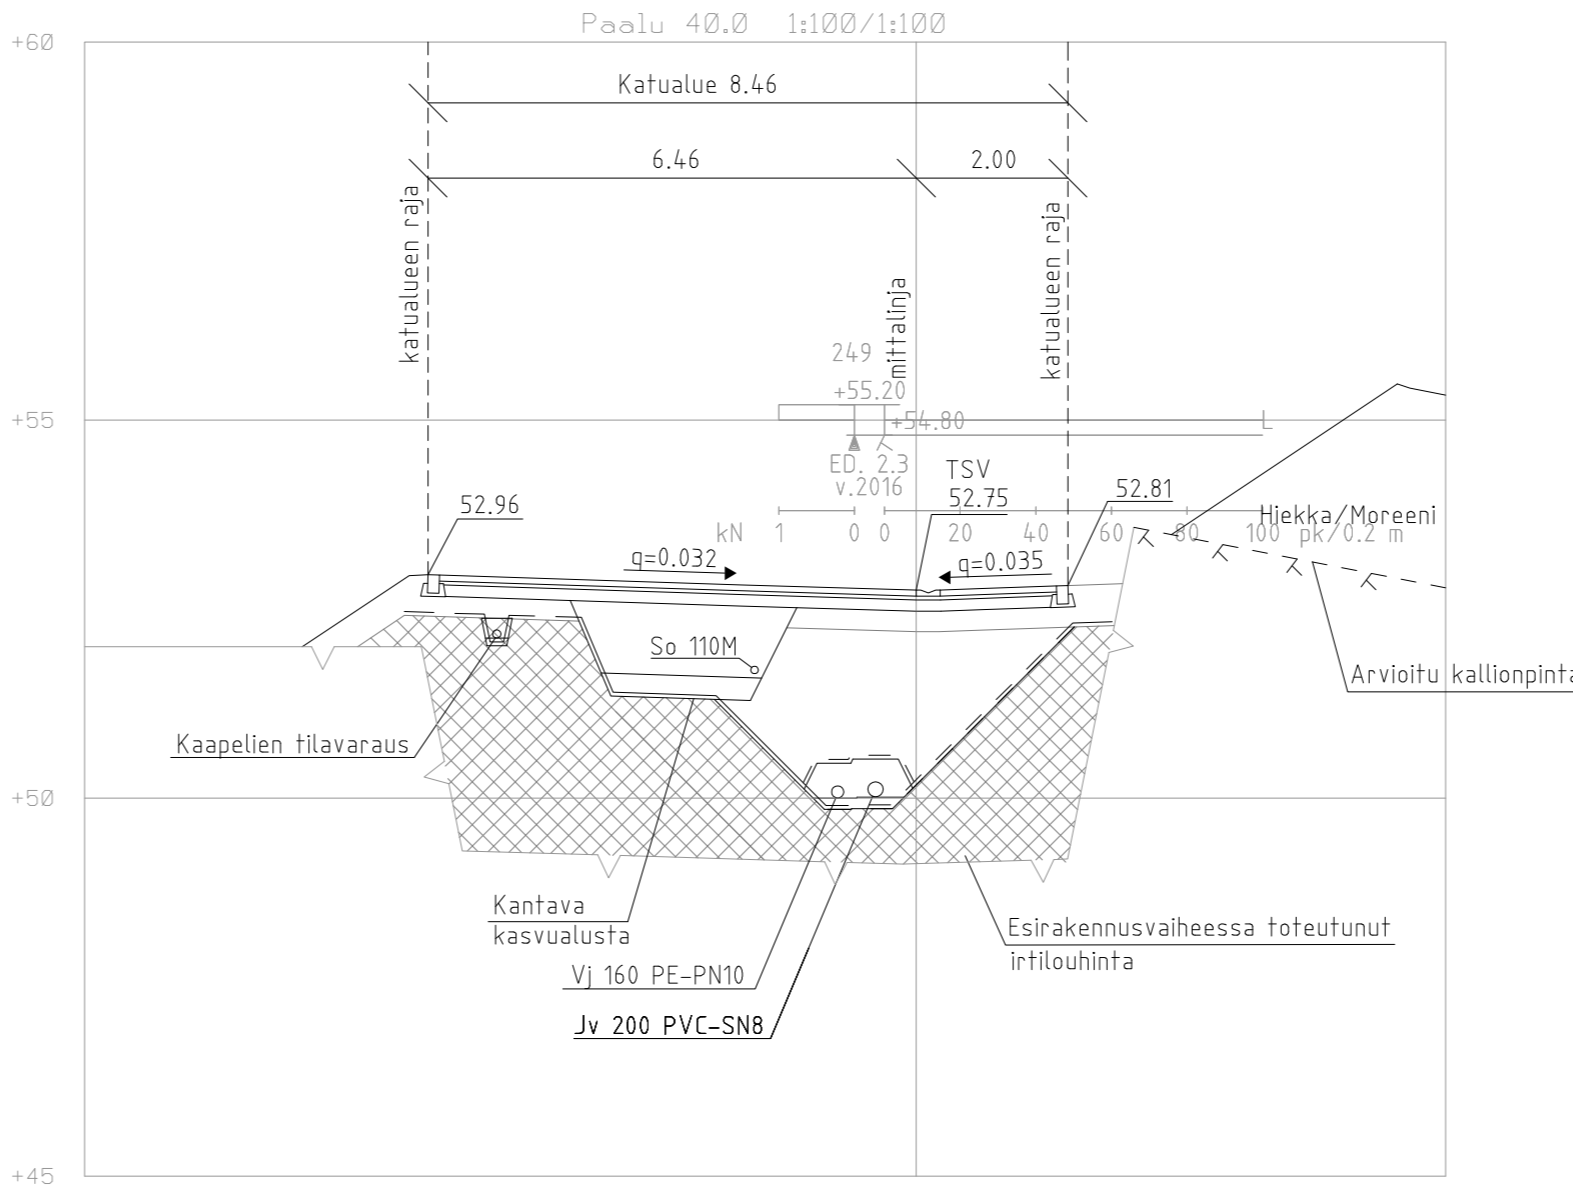 Paalu 40.0 1:100/1:100
+60
Katualue 8.46
6.46
2.00
katualueen raja
katualueen raja
mittalinja
249
+55.20
+55
+54.80
L
ED. 2.3
v.2016
TSV
52.75
52.96
52.81
Hiekka/Moreeni
kN 1 0 0 20 40 60 80 100 pk/0.2 m
q=0.032
q=0.035
So 110M
Arvioitu kallionpinta
Kaapelien tilavaraus
+50
Kantava
kasvualusta
Esirakennusvaiheessa toteutunut
irtilouhinta
Vj 160 PE-PN10
Jv 200 PVC-SN8
+45